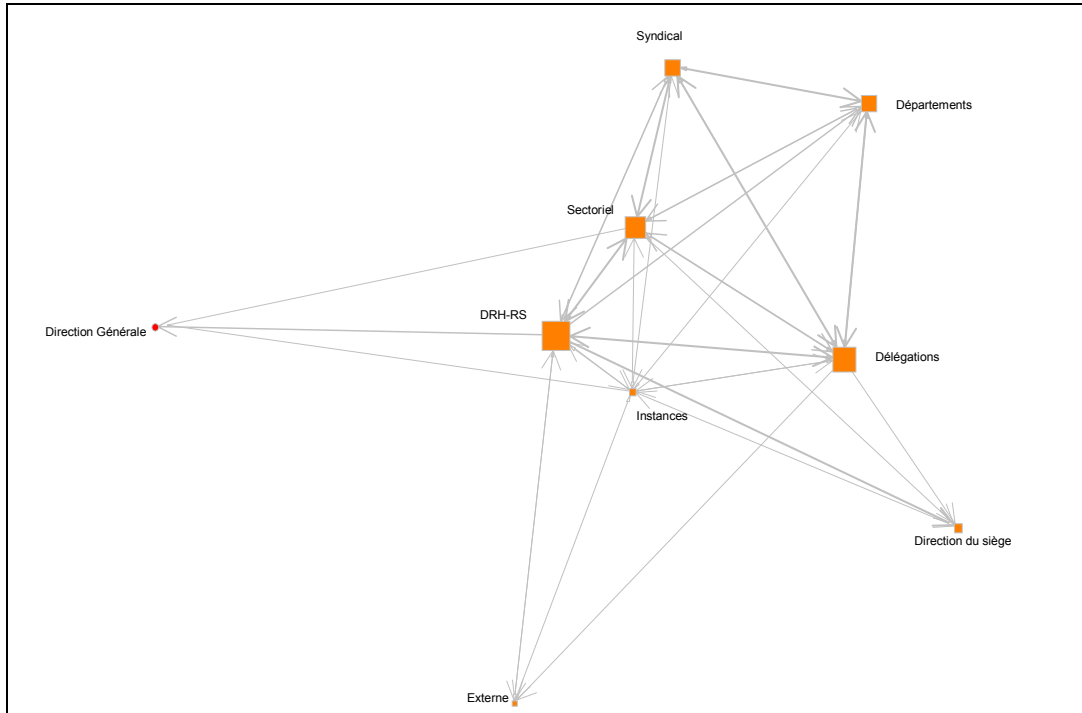 Syndical
Départements
Sectoriel
DRH-RS
Direction Générale
Délégations
Instances
Direction du siège
Externe